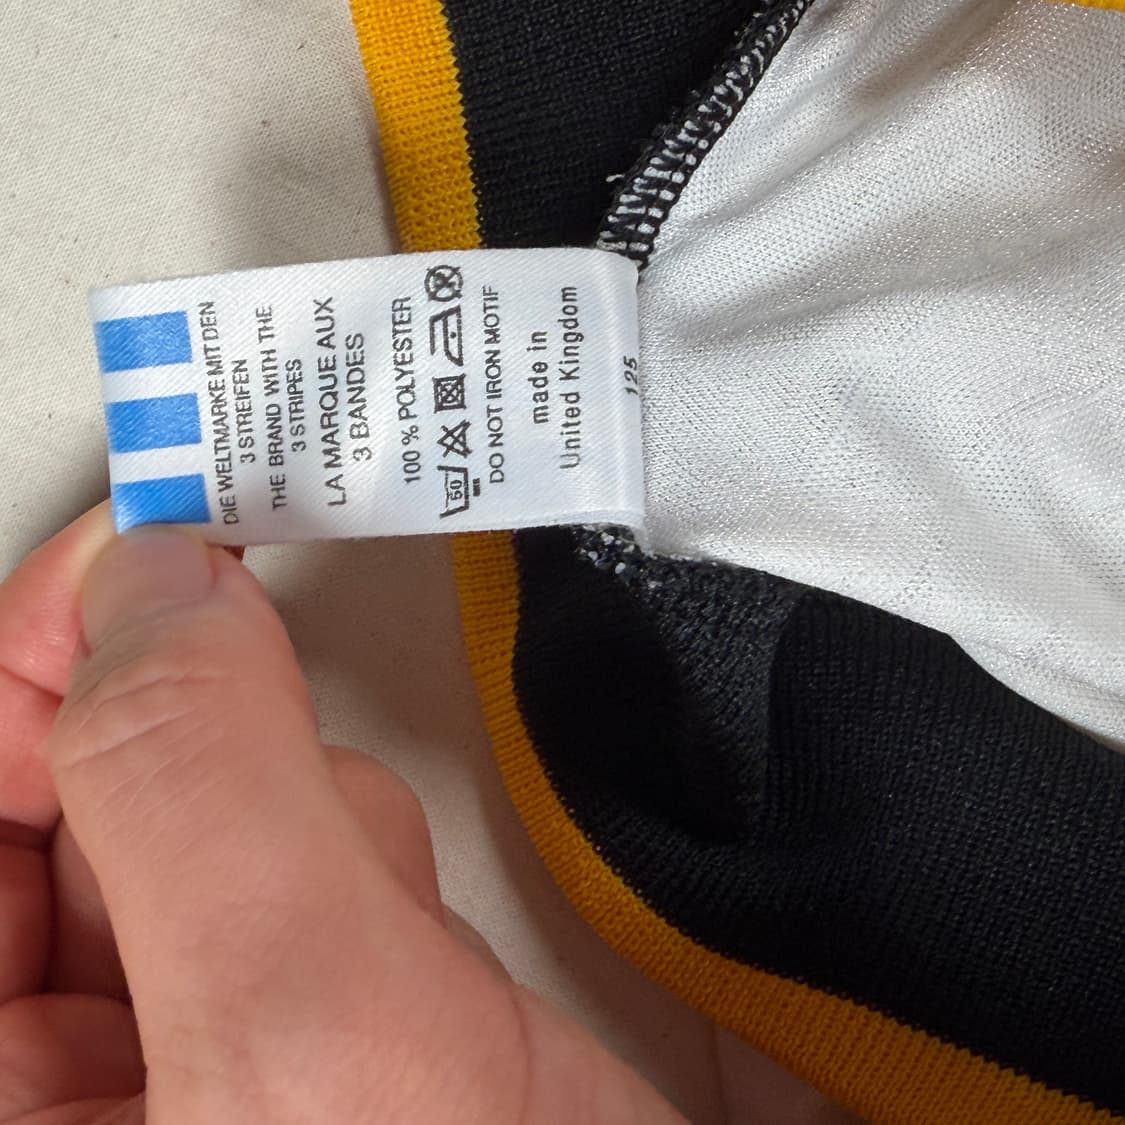 DIE WELTMARKE MIT DEN
3 STREIFEN
THE BRAND WITH THE
3 STRIPES
LA MARQUE AUX
3 BANDES
100 % POLYESTER
50
DO NOT IRON MOTIF
made in
United Kingdom
125